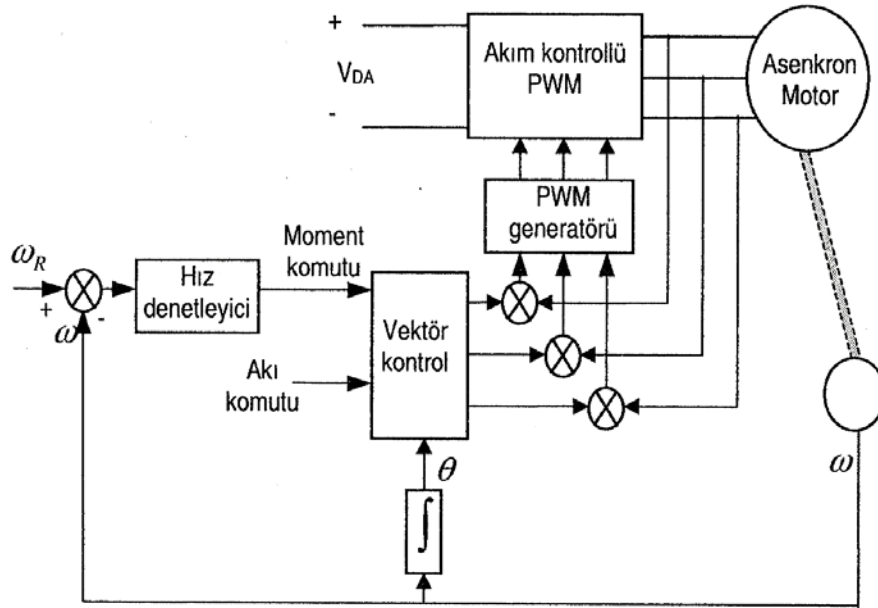 +
VDA
-
Akım kontrollü
PWM
Asenkron
Motor
PWM
generatörü
Moment
komutu
ωR
+
-
ω
Hız
denetleyici
Vektör
kontrol
Akı
komutu
θ
∫
ω